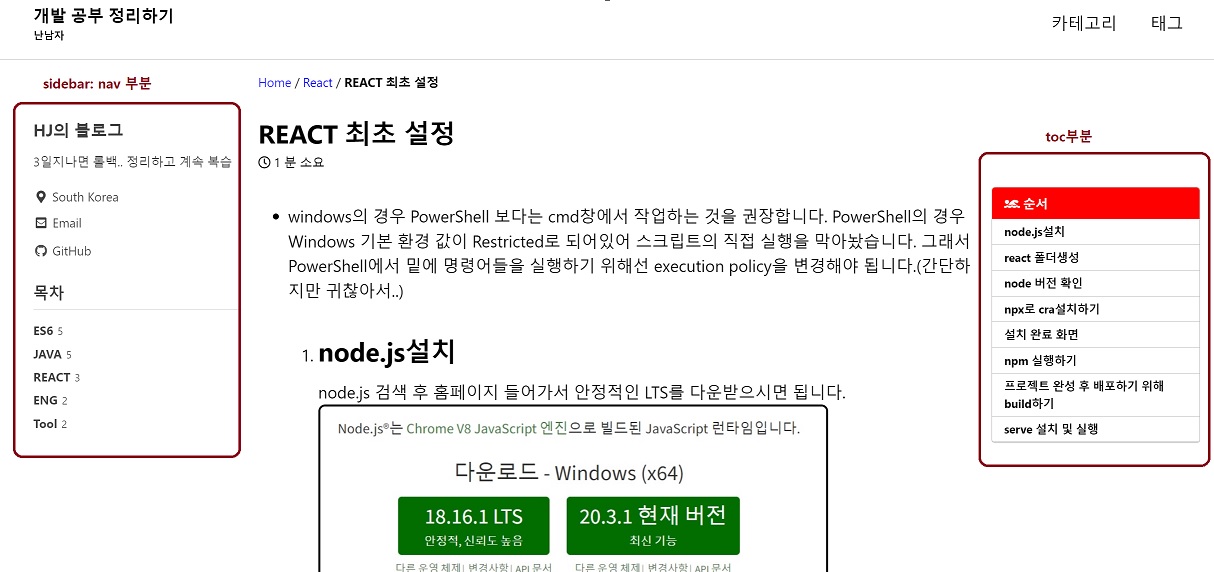 개발 공부 정리하기
난남자
카테고리 태그
sidebar: nav 부분
HJ의 블로그
3일지나면 롤백.. 정리하고 계속 복습
South Korea
Email
GitHub
목차
ES6 5
JAVA 5
REACT 3
ENG 2
Tool 2
Home / React / REACT 최초 설정
REACT 최초 설정
1 분 소요
windows의 경우 PowerShell 보다는 cmd창에서 작업하는 것을 권장합니다. PowerShell의 경우
Windows 기본 환경 값이 Restricted로 되어있어 스크립트의 직접 실행을 막아놨습니다. 그래서
PowerShell에서 밑에 명령어들을 실행하기 위해선 execution policy을 변경해야 됩니다.(간단하
지만 귀찮아서..)
1. node.js설치
node.js 검색 후 홈페이지 들어가서 안정적인 LTS를 다운받으시면 됩니다.
Node.js®는 Chrome V8 JavaScript 엔진으로 빌드된 JavaScript 런타임입니다.
다운로드 - Windows (x64)
18.16.1 LTS
안정적, 신뢰도 높음
20.3.1 현재 버전
최신 기능
다른 운영 체제 | 변경사항 | API 문서
다른 운영 체제 | 변경사항 | API 문서
toc부분
순서
node.js설치
react 폴더생성
node 버전 확인
npx로 cra설치하기
설치 완료 화면
npm 실행하기
프로젝트 완성 후 배포하기 위해
build하기
serve 설치 및 실행